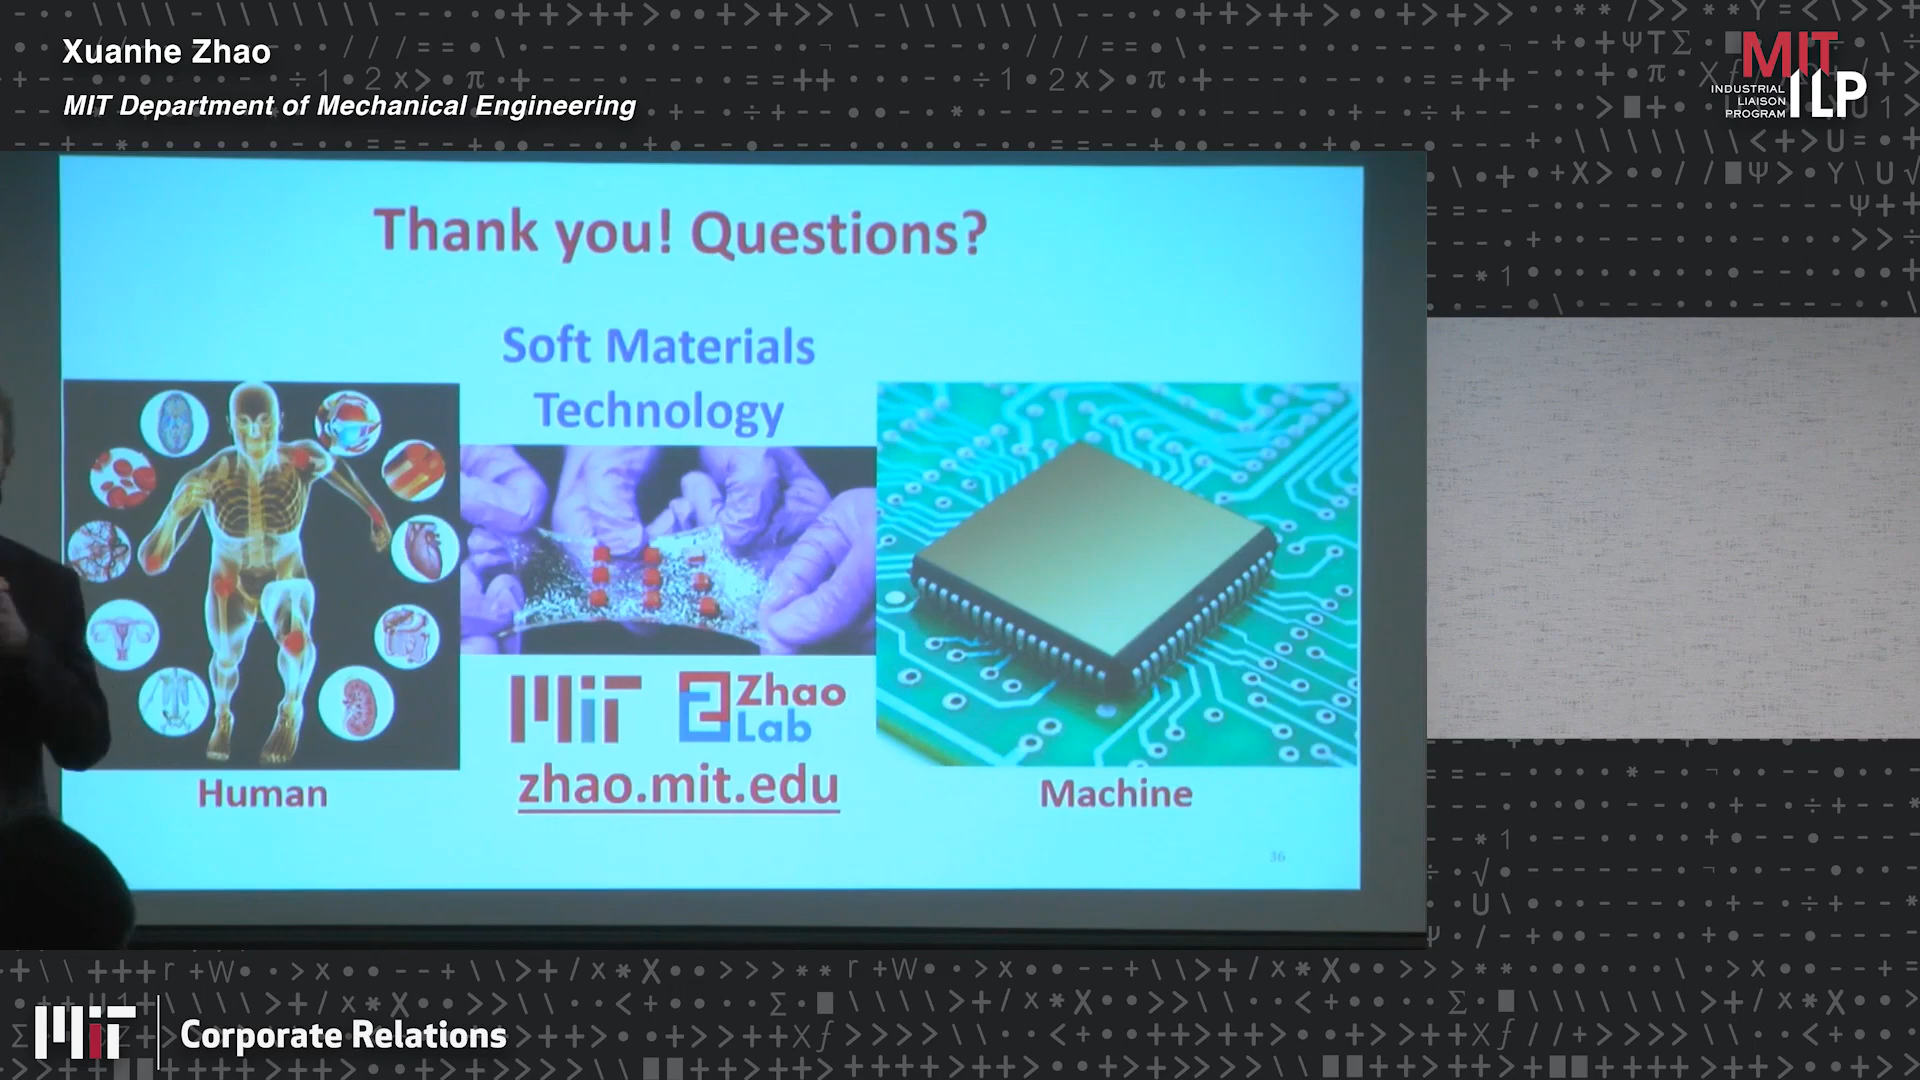 Xuanhe Zhao
MIT Department of Mechanical Engineering
MIT
INDUSTRIAL
LIAISON
PROGRAM
ILP
Thank you! Questions?
Soft Materials
Technology
MIT
Zhao
Lab
zhao.mit.edu
Human
Machine
36
MIT
Corporate Relations